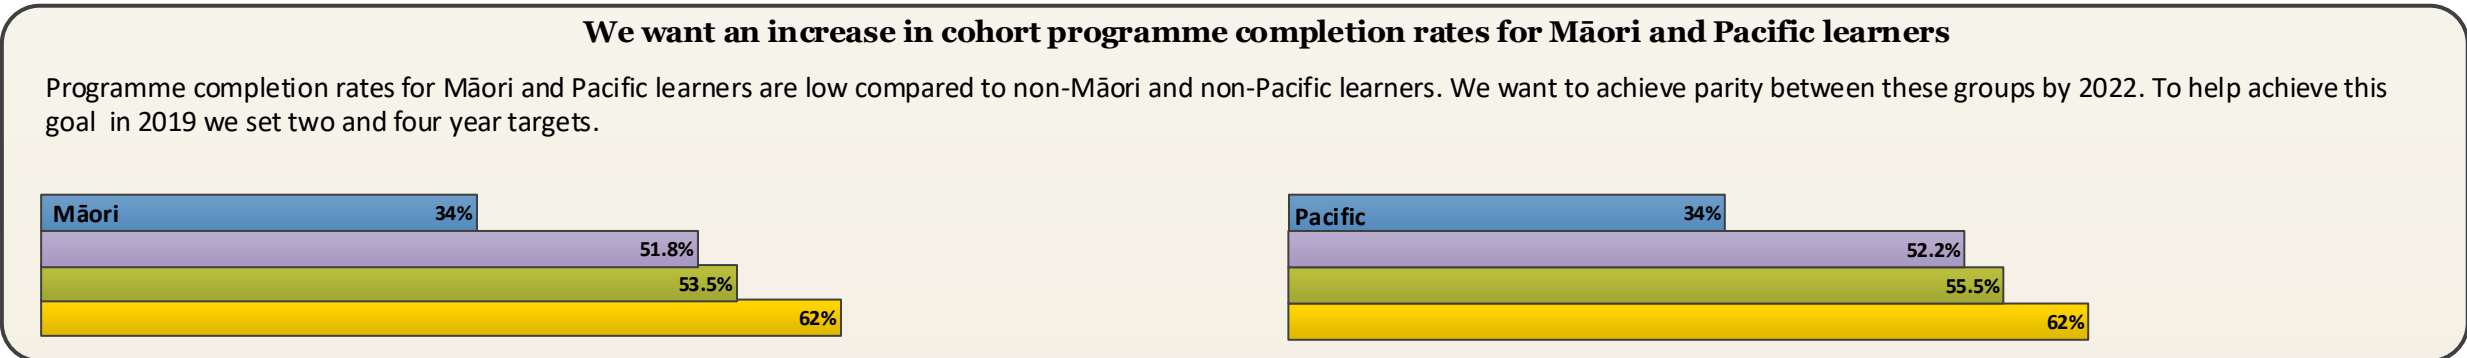 We want an increase in cohort programme completion rates for Māori and Pacific learners
Programme completion rates for Māori and Pacific learners are low compared to non-Māori and non-Pacific learners. We want to achieve parity between these groups by 2022. To help achieve this
goal in 2019 we set two and four year targets.
Māori 34%
51.8%
53.5%
62%
Pacific 34%
52.2%
55.5%
62%